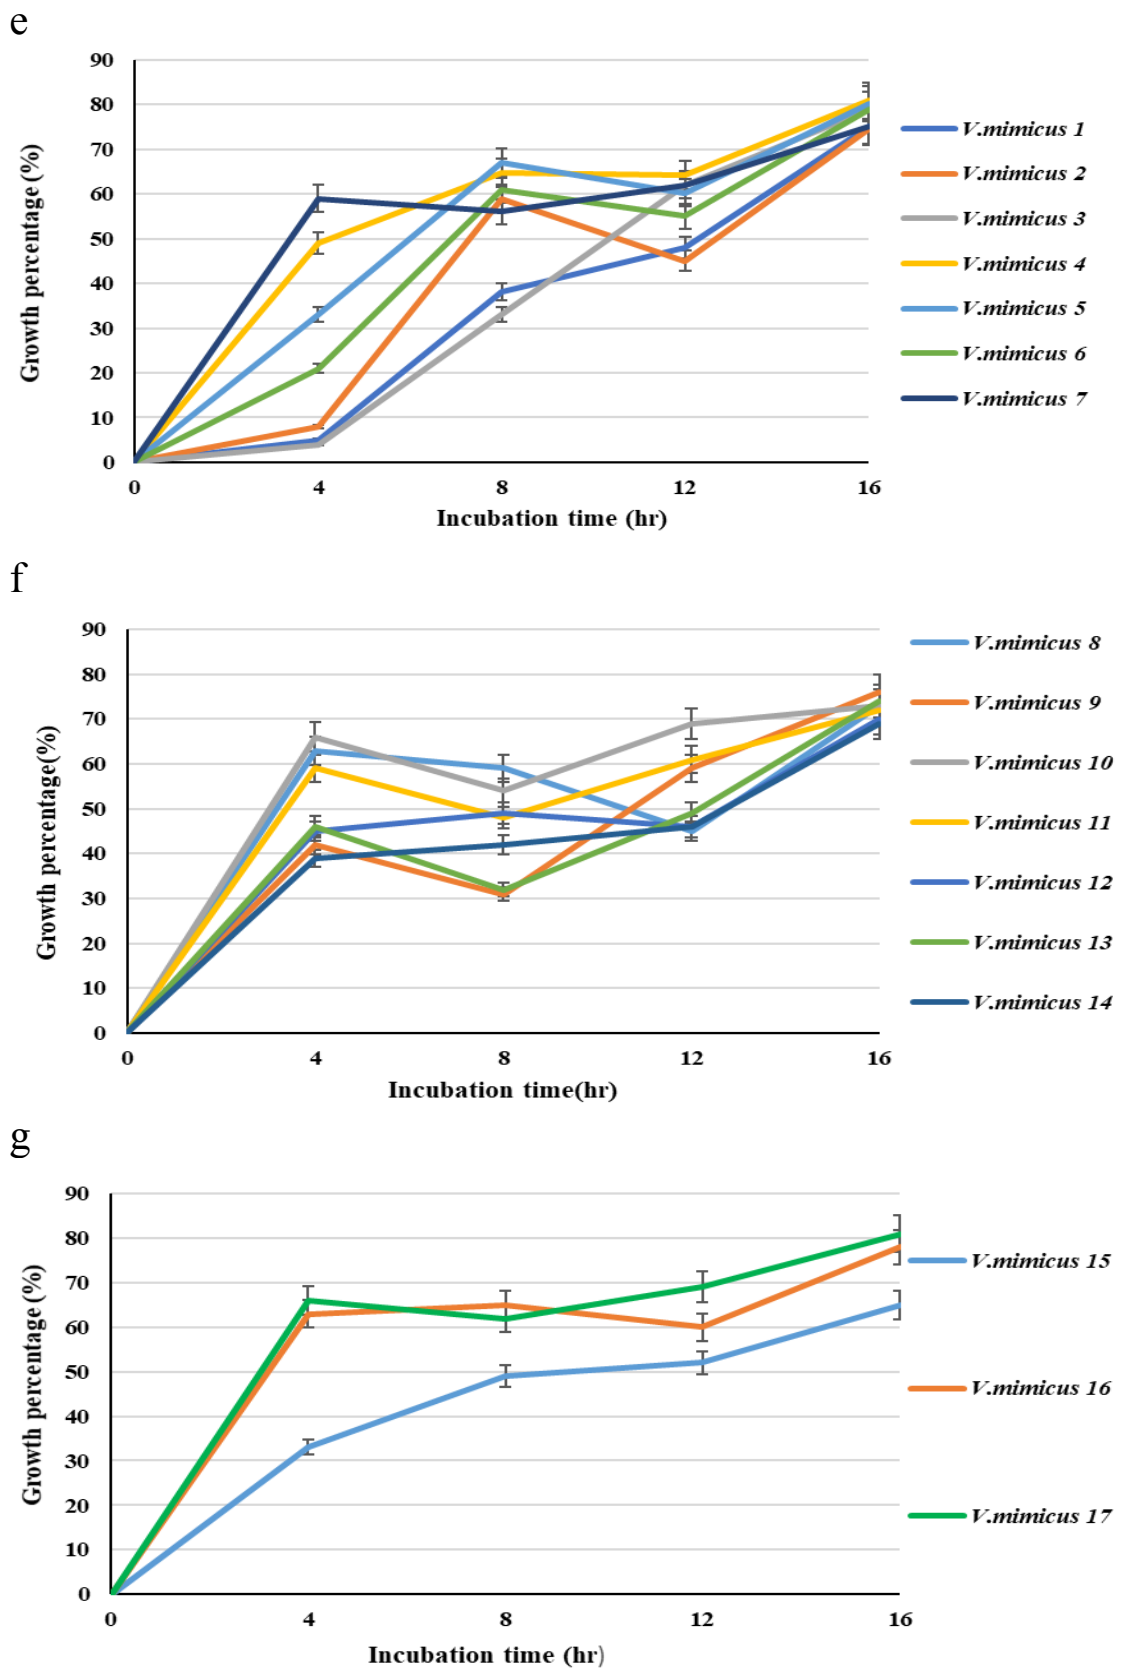 e
90
80
70
60
50
40
30
20
10
0
Growth percentage (%)
0 4 8 12 16
Incubation time (hr)
V.mimicus 1
V.mimicus 2
V.mimicus 3
V.mimicus 4
V.mimicus 5
V.mimicus 6
V.mimicus 7
f
90
80
70
60
50
40
30
20
10
0
Growth percentage(%)
0 4 8 12 16
Incubation time(hr)
V.mimicus 8
V.mimicus 9
V.mimicus 10
V.mimicus 11
V.mimicus 12
V.mimicus 13
V.mimicus 14
g
90
80
70
60
50
40
30
20
10
0
Growth percentage (%)
0 4 8 12 16
Incubation time (hr)
V.mimicus 15
V.mimicus 16
V.mimicus 17